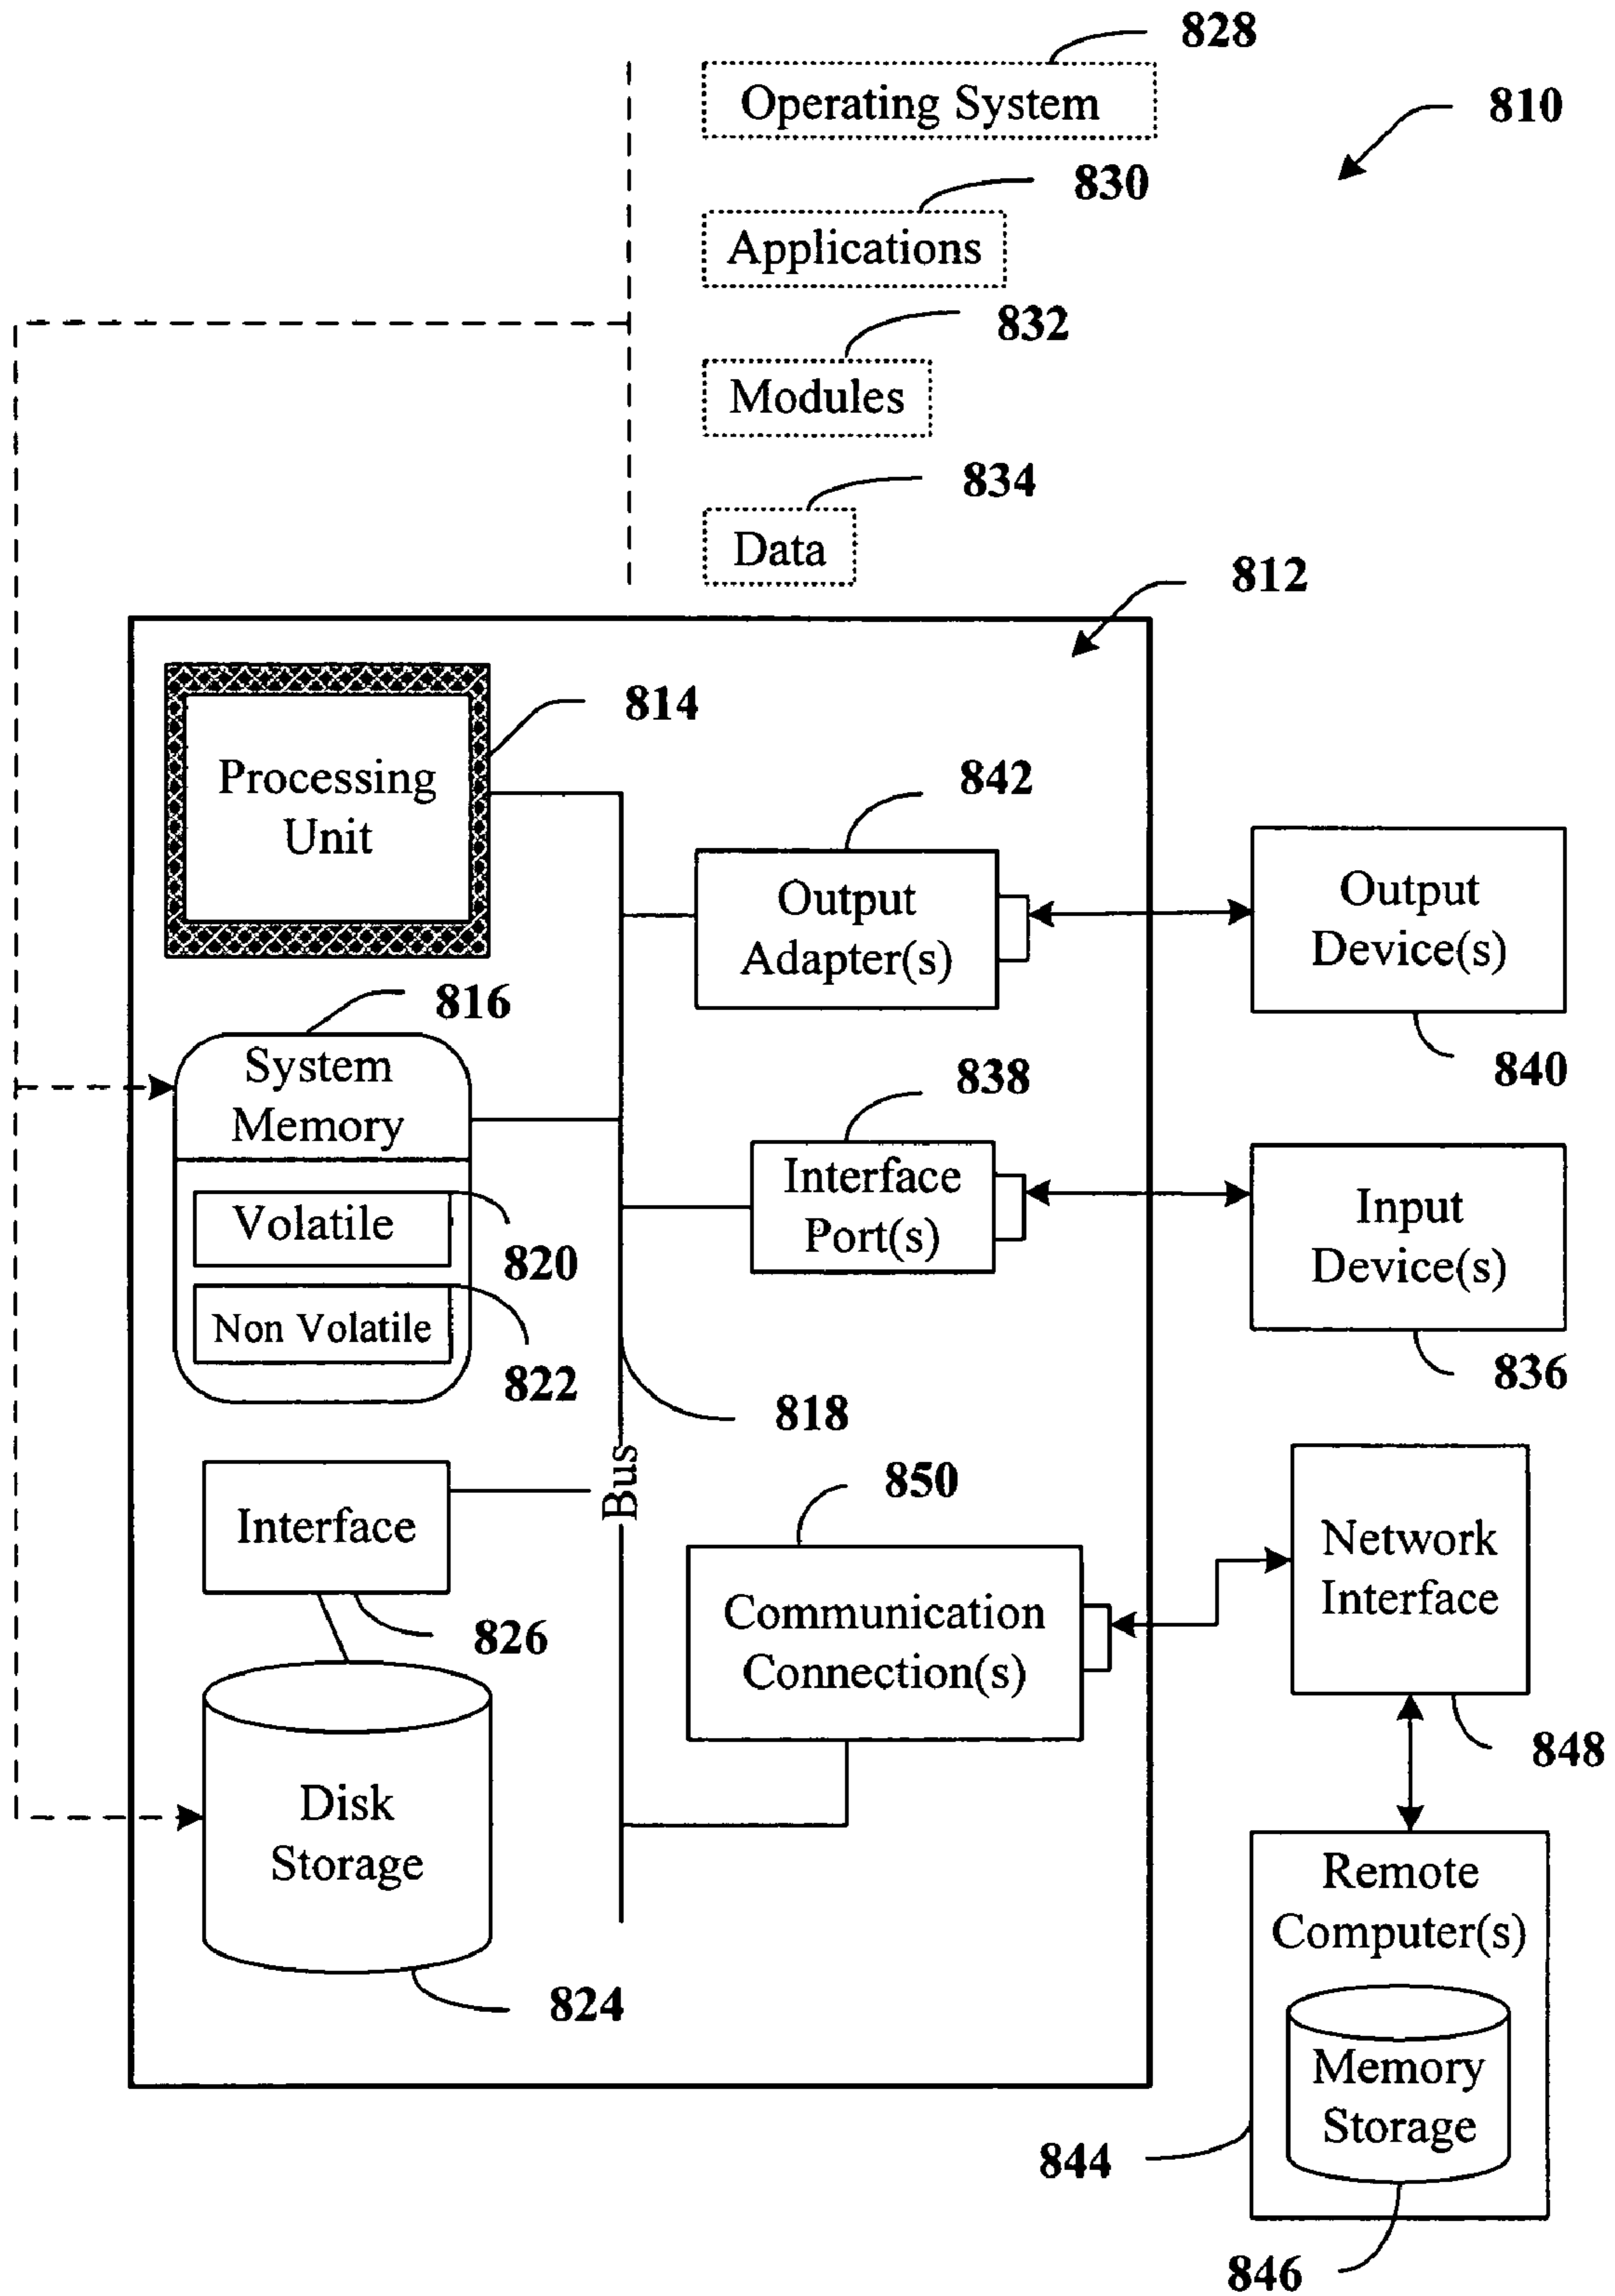 828
Operating System
810
830
Applications
832
Modules
834
Data
812
814
Processing
Unit
842
Output
Adapter(s)
Output
Device(s)
840
816
System
Memory
838
Interface
Port(s)
Input
Device(s)
836
Volatile
820
Non Volatile
822
818
Bus
Interface
826
850
Communication
Connection(s)
Network
Interface
848
Disk
Storage
824
Remote
Computer(s)
Memory
Storage
844
846